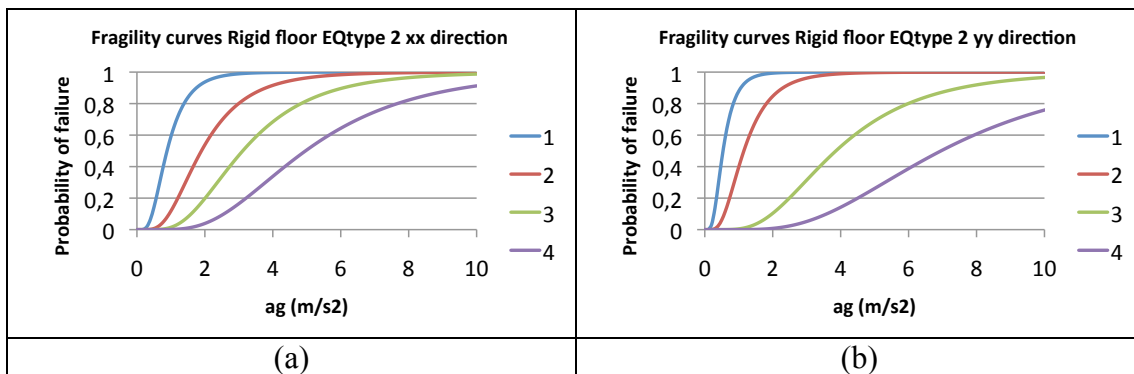 Fragility curves Rigid floor EQtype 2 xx direction
Probability of failure
1
0,8
0,6
0,4
0,2
0
0 2 4 6 8 10
ag (m/s2)
1
2
3
4
(a)
Fragility curves Rigid floor EQtype 2 yy direction
Probability of failure
1
0,8
0,6
0,4
0,2
0
0 2 4 6 8 10
ag (m/s2)
1
2
3
4
(b)